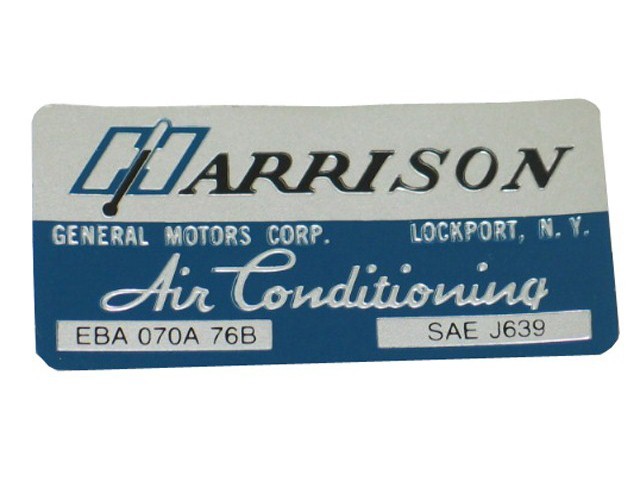 HARRISON
GENERAL MOTORS CORP. LOCKPORT, N. Y.
Air Conditioning
EBA 070A 76B SAE J639